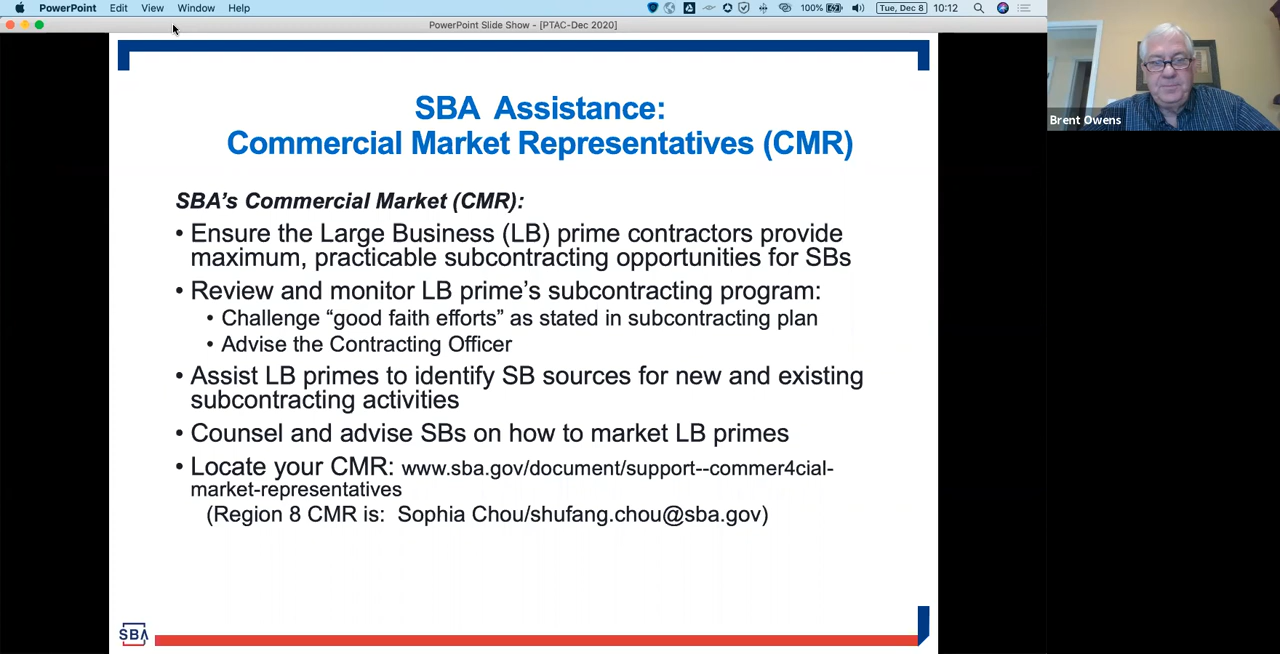 PowerPoint Edit View Window Help
100% Tue, Dec 8 10:12
PowerPoint Slide Show - [PTAC-Dec 2020]
SBA Assistance:
Commercial Market Representatives (CMR)
SBA’s Commercial Market (CMR):
• Ensure the Large Business (LB) prime contractors provide
maximum, practicable subcontracting opportunities for SBs
• Review and monitor LB prime’s subcontracting program:
• Challenge “good faith efforts” as stated in subcontracting plan
• Advise the Contracting Officer
• Assist LB primes to identify SB sources for new and existing
subcontracting activities
• Counsel and advise SBs on how to market LB primes
• Locate your CMR: www.sba.gov/document/support--commer4cial-
market-representatives
(Region 8 CMR is: Sophia Chou/shufang.chou@sba.gov)
SBA
Brent Owens